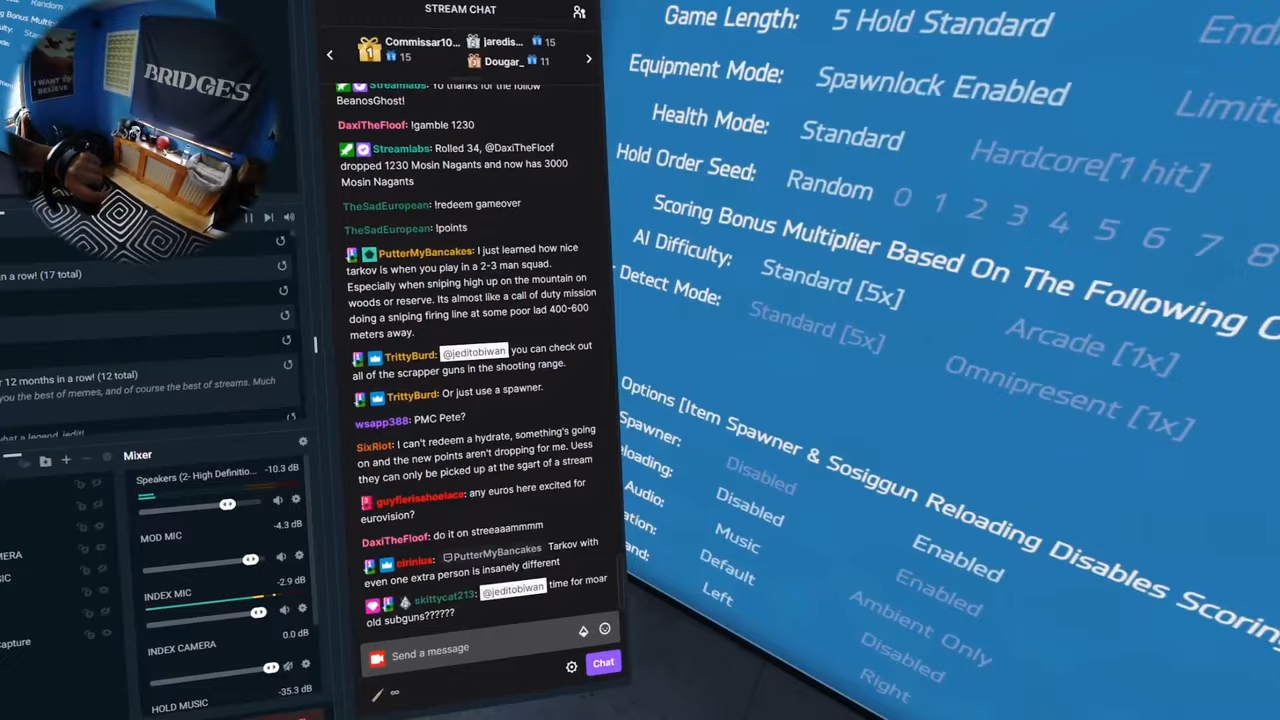 I WANT TO
BELIEVE
BRIDGES
in a row! (17 total)
12 months in a row! (12 total)
you the best of memes, and of course the best of streams. Much
what a legend, jedit!
Mixer
Speakers (2- High Definitio...
-10.3 dB
MOD MIC
-4.3 dB
INDEX MIC
-2.9 dB
INDEX CAMERA
0.0 dB
HOLD MUSIC
-35.3 dB
STREAM CHAT
Commissar10...
15
jaredis...
15
Dougar_
11
Streamlabs: Yo thanks for the follow
BeanosGhost!
DaxiTheFloof: !gamble 1230
Streamlabs: Rolled 34, @DaxiTheFloof
dropped 1230 Mosin Nagants and now has 3000
Mosin Nagants
TheSadEuropean: !redeem gameover
TheSadEuropean: !points
PutterMyBancakes: I just learned how nice
tarkov is when you play in a 2-3 man squad.
Especially when sniping high up on the mountain on
woods or reserve. Its almost like a call of duty mission
doing a sniping firing line at some poor lad 400-600
meters away.
TrittyBurd: @jeditobiwan you can check out
all of the scrapper guns in the shooting range.
TrittyBurd: Or just use a spawner.
wsapp388: PMC Pete?
SixRiot: I can't redeem a hydrate, something's going
on and the new points aren't dropping for me. Uess
they can only be picked up at the sgart of a stream
guyfierisshoelace: any euros here excited for
eurovision?
DaxiTheFloof: do it on streeaaammmm
cirinius: PutterMyBancakes Tarkov with
even one extra person is insanely different
skittycat213: @jeditobiwan time for moar
old subguns??????
Send a message
Chat
Game Length: 5 Hold Standard
Equipment Mode: Spawnlock Enabled
Health Mode: Standard Hardcore[1 hit]
Hold Order Seed: Random 0 1 2 3 4 5 6 7 8
Scoring Bonus Multiplier Based On The Following
AI Difficulty: Standard [5x] Arcade [1x]
Detect Mode: Standard [5x] Omnipresent [1x]
Options [Item Spawner & Sosiggun Reloading Disables Scoring
Spawner: Disabled Enabled
Disabled Enabled
Audio: Music Ambient Only
Default Disabled
Left Right